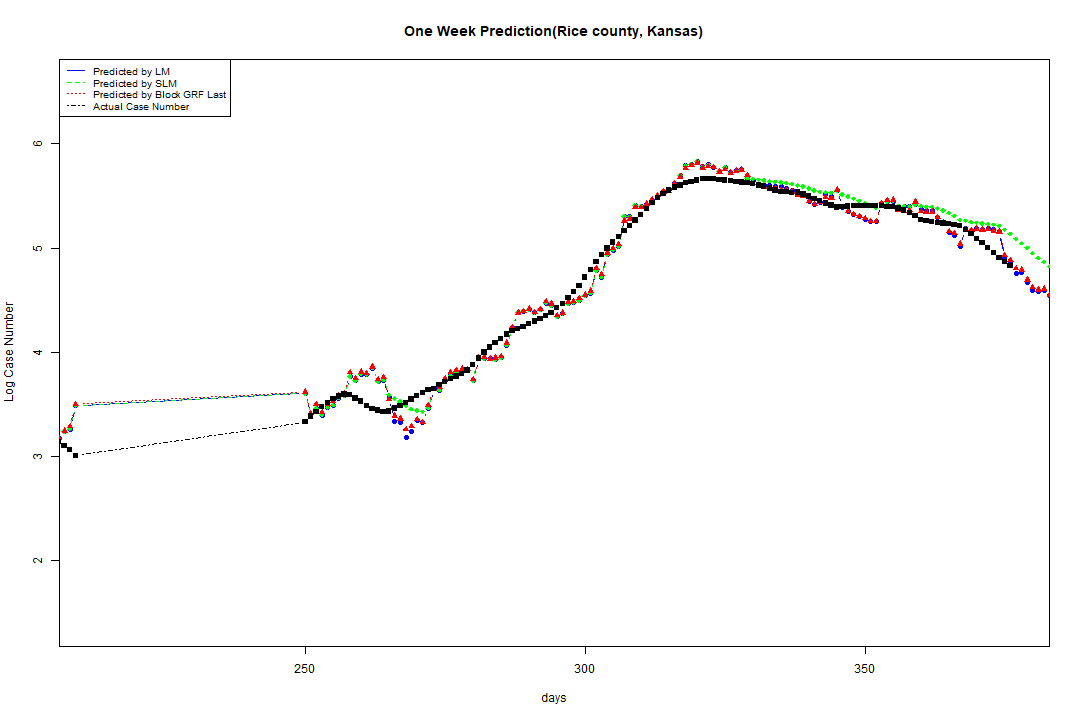 One Week Prediction(Rice county, Kansas)
Predicted by LM
Predicted by SLM
Predicted by Block GRF Last
Actual Case Number
6
5
4
3
2
Log Case Number
250
300
350
days